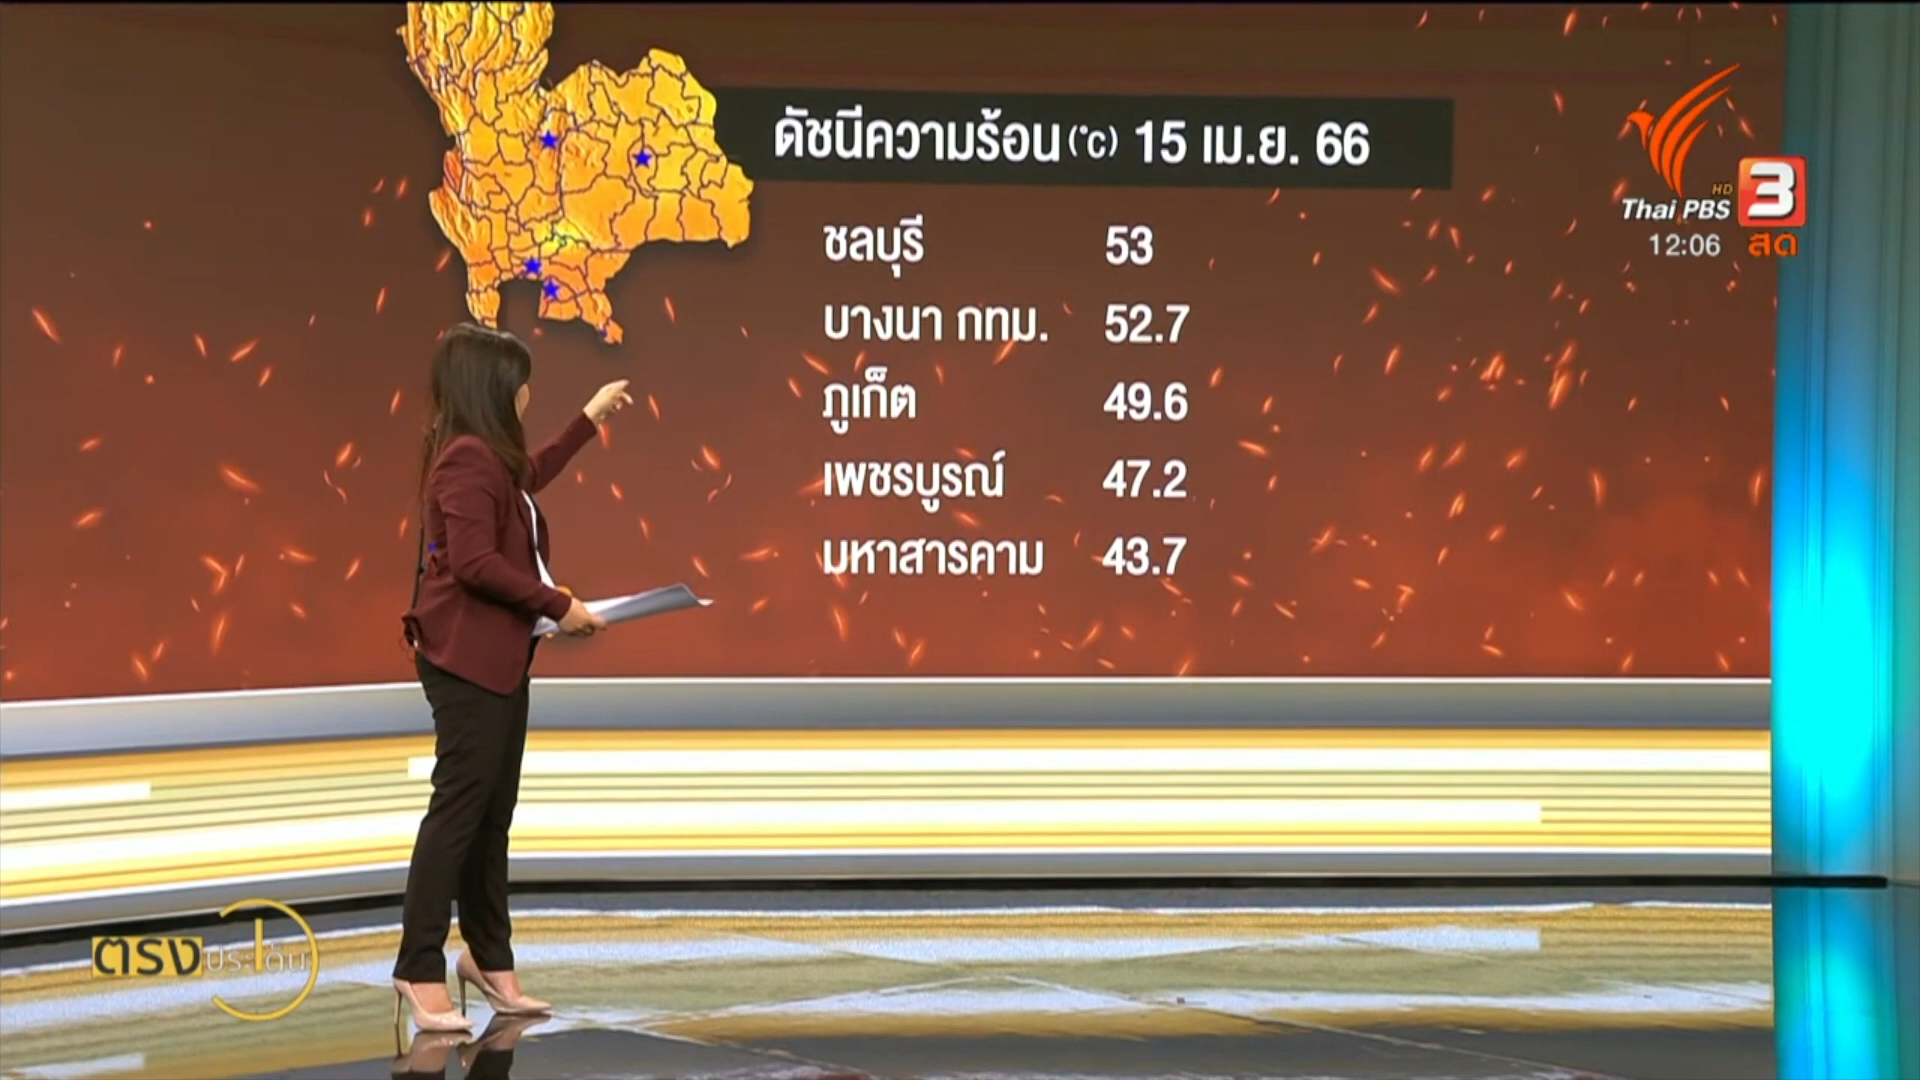 ดัชนีความร้อน (°C) 15 เม.ย. 66
ชลบุรี 53
บางนา กทม. 52.7
ภูเก็ต 49.6
เพชรบูรณ์ 47.2
มหาสารคาม 43.7
HD
Thai PBS 3
12:06 สด
ตรงประเด็น